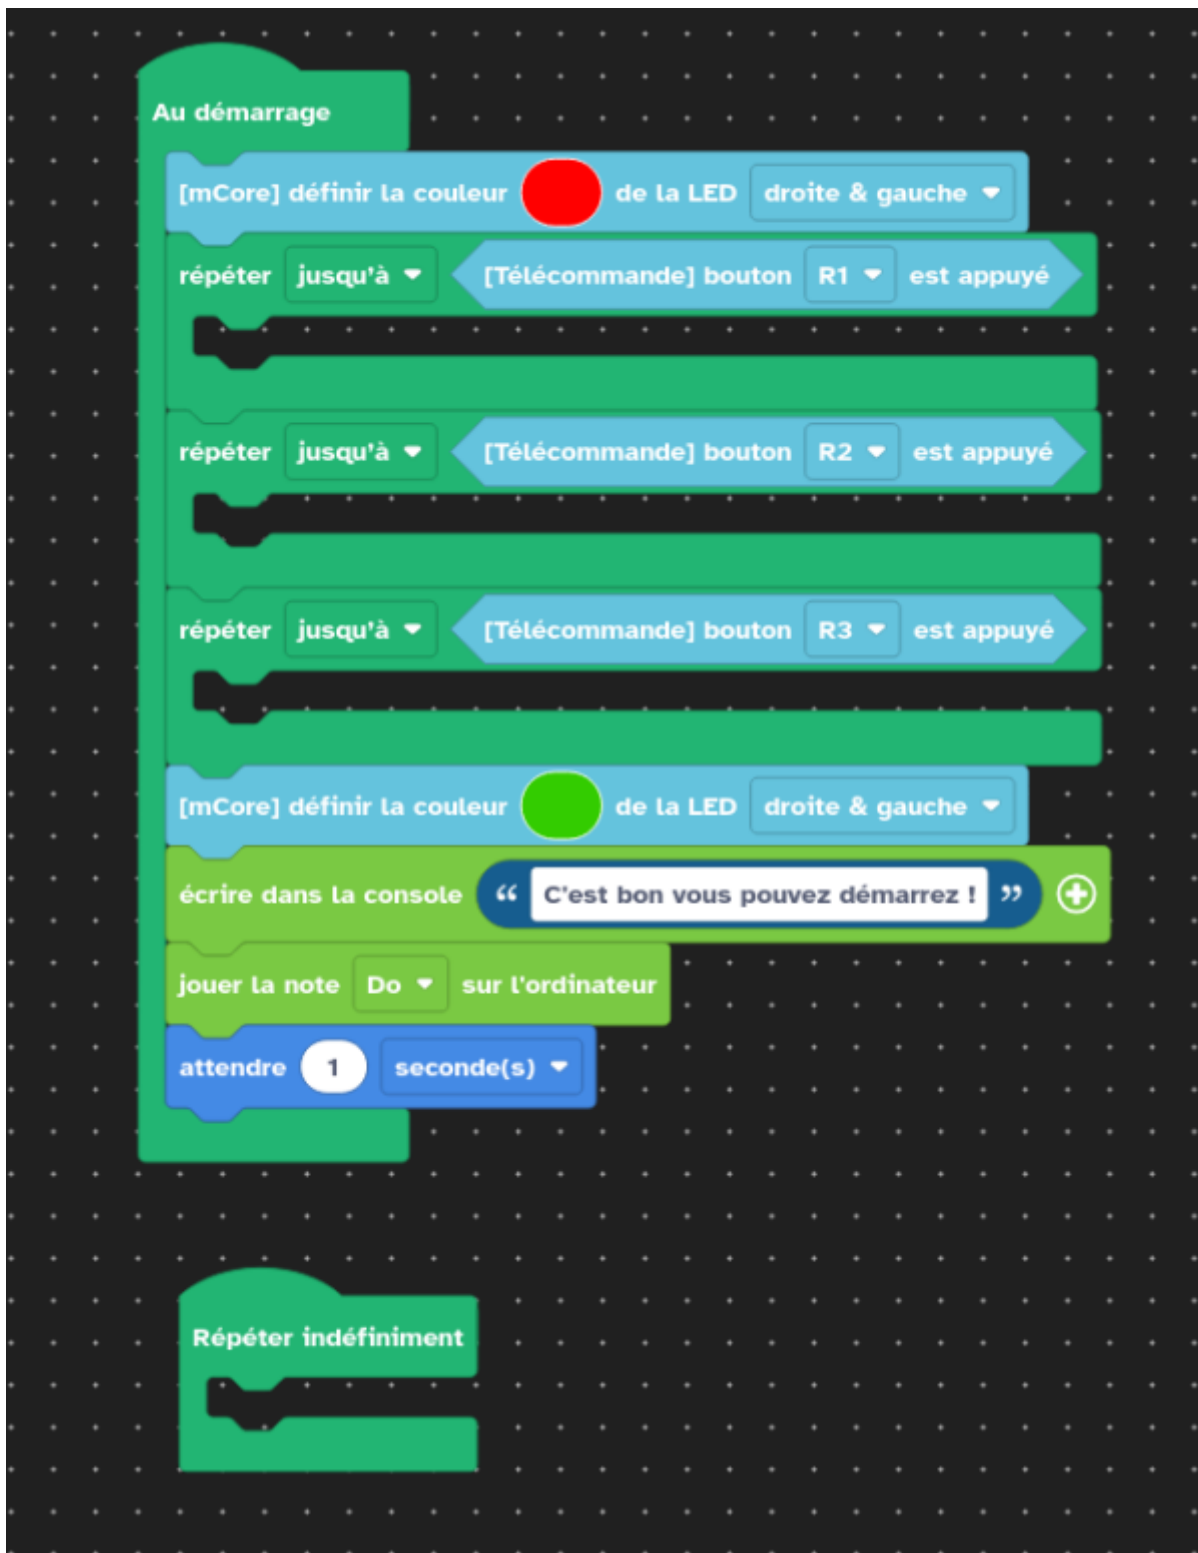 Au démarrage
[mCore] définir la couleur de la LED droite & gauche
répéter jusqu'à [Télécommande] bouton R1 est appuyé
répéter jusqu'à [Télécommande] bouton R2 est appuyé
répéter jusqu'à [Télécommande] bouton R3 est appuyé
[mCore] définir la couleur de la LED droite & gauche
écrire dans la console “ C'est bon vous pouvez démarrez ! ”
jouer la note Do sur l'ordinateur
attendre 1 seconde(s)
Répéter indéfiniment